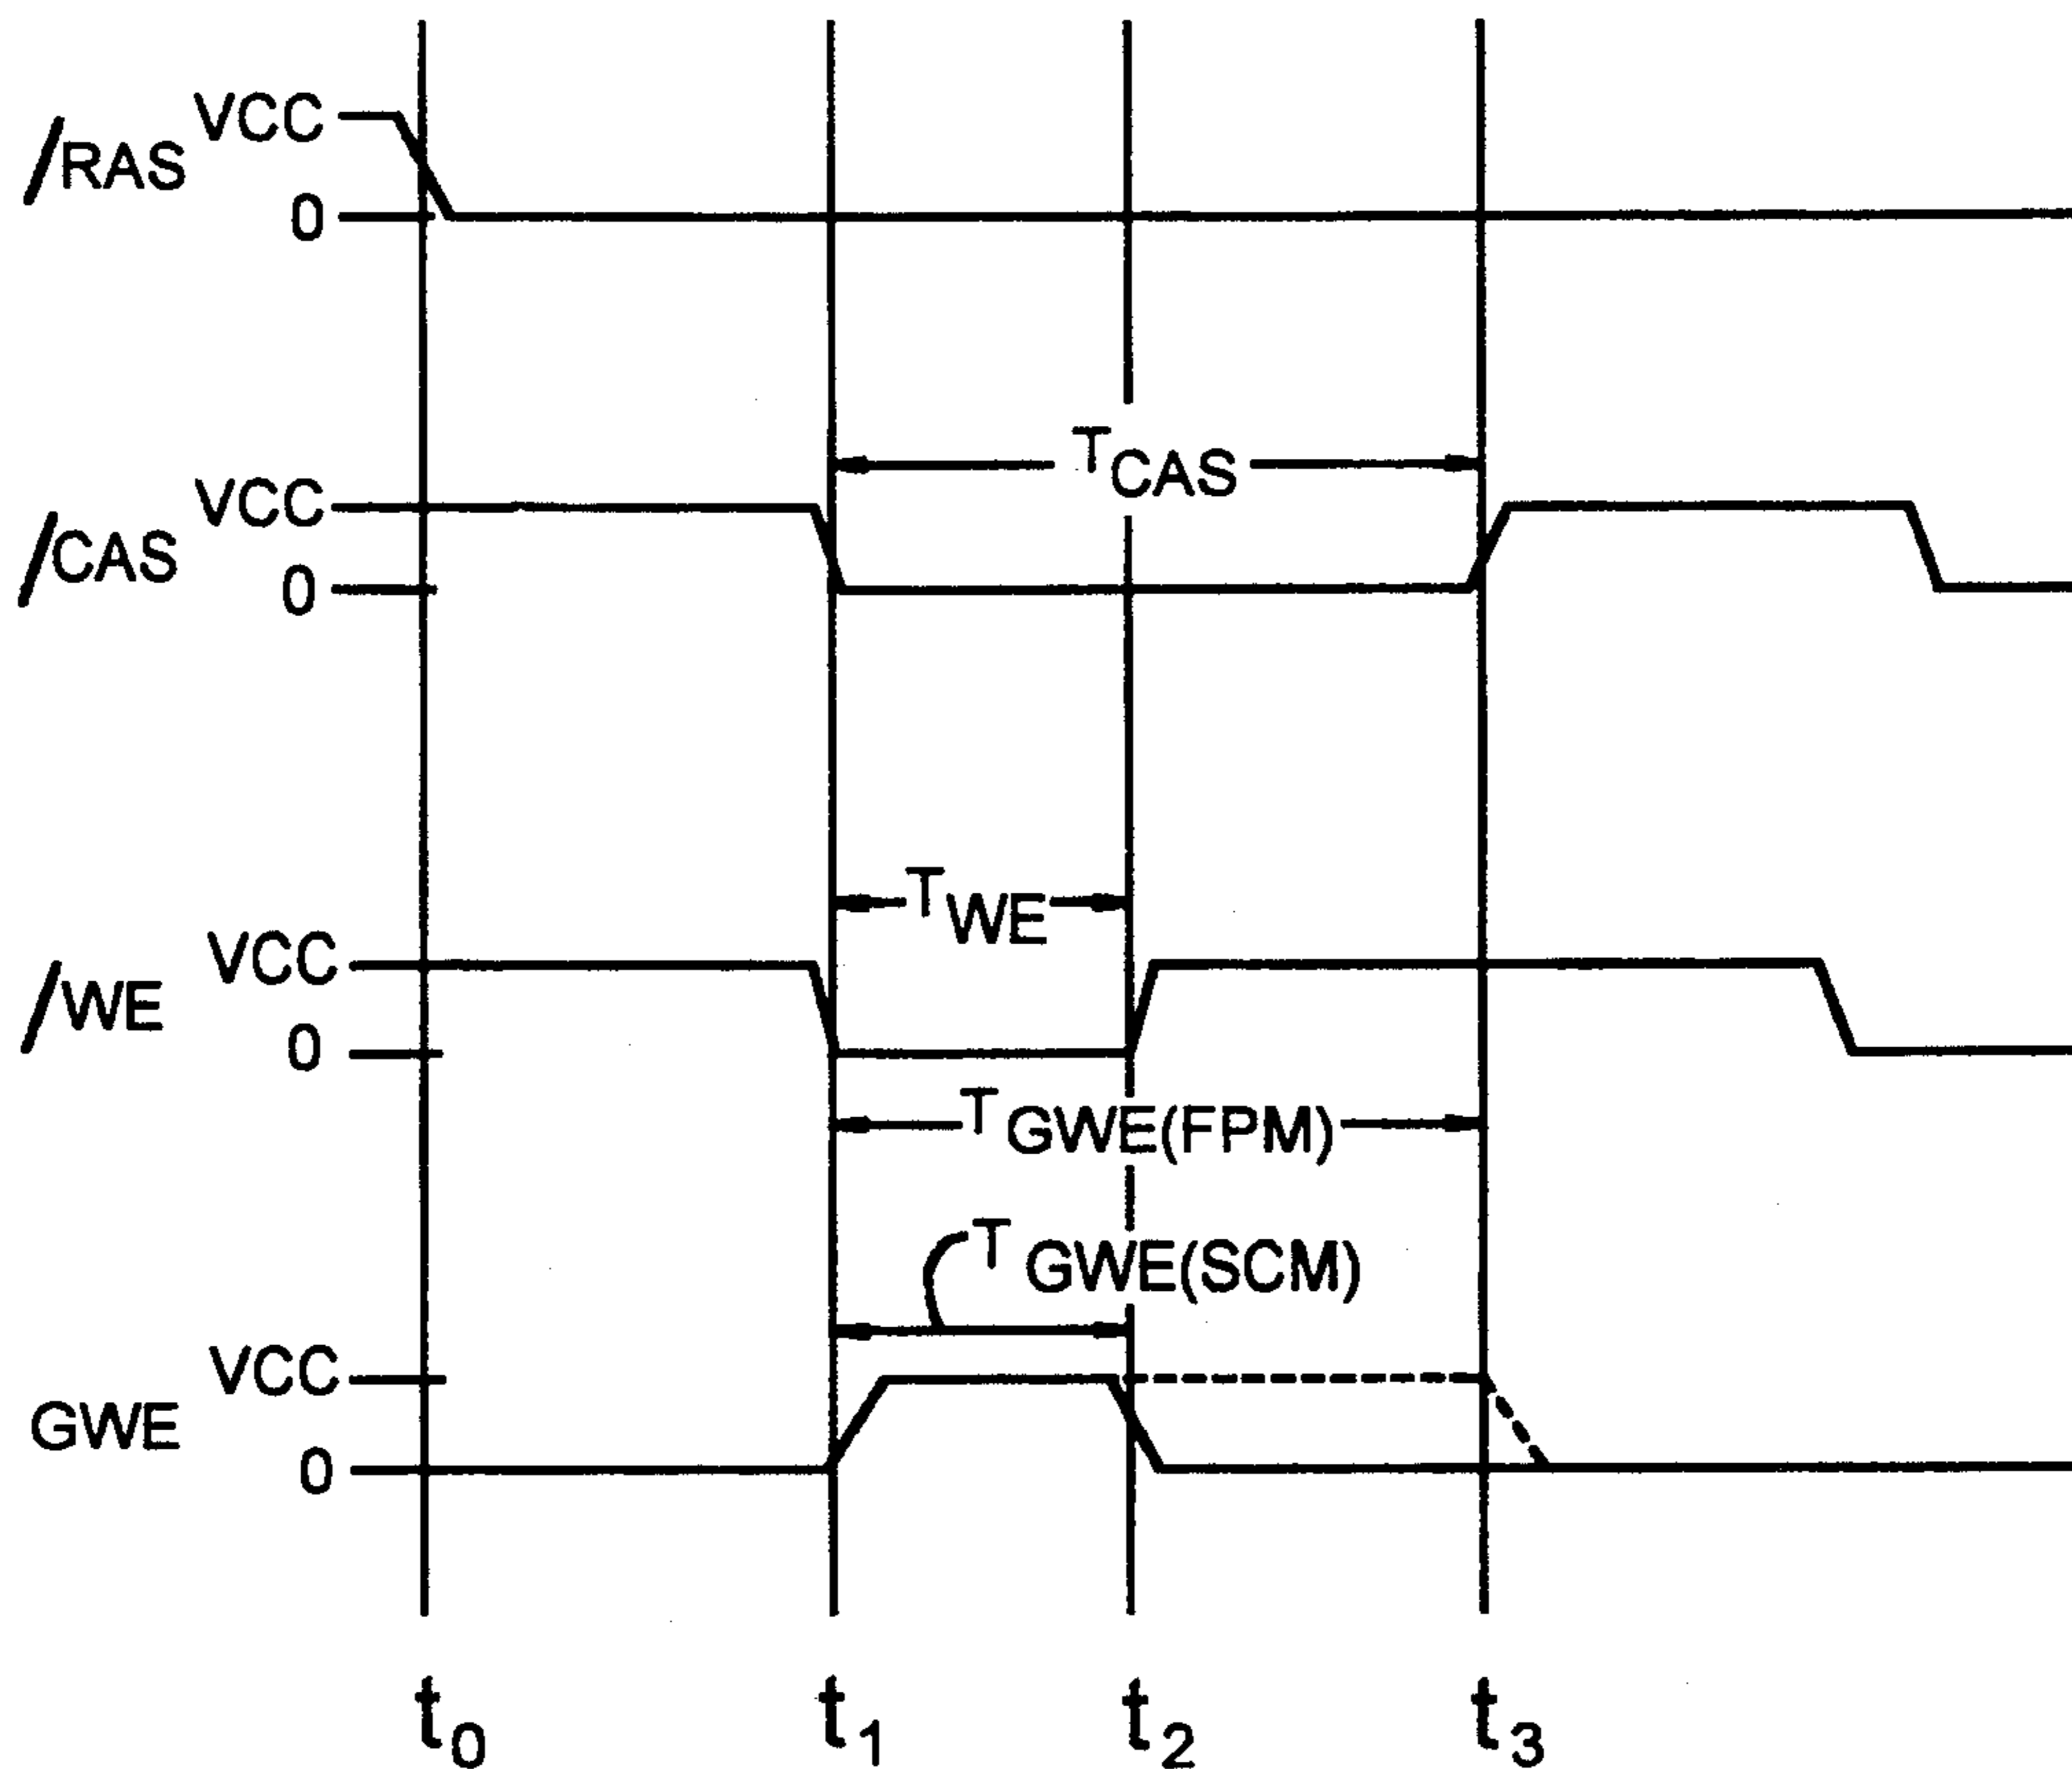 /RAS VCC
0
TCAS
/CAS VCC
0
TWE
/WE VCC
0
TGWE(FPM)
TGWE(SCM)
GWE VCC
0
t0 t1 t2 t3